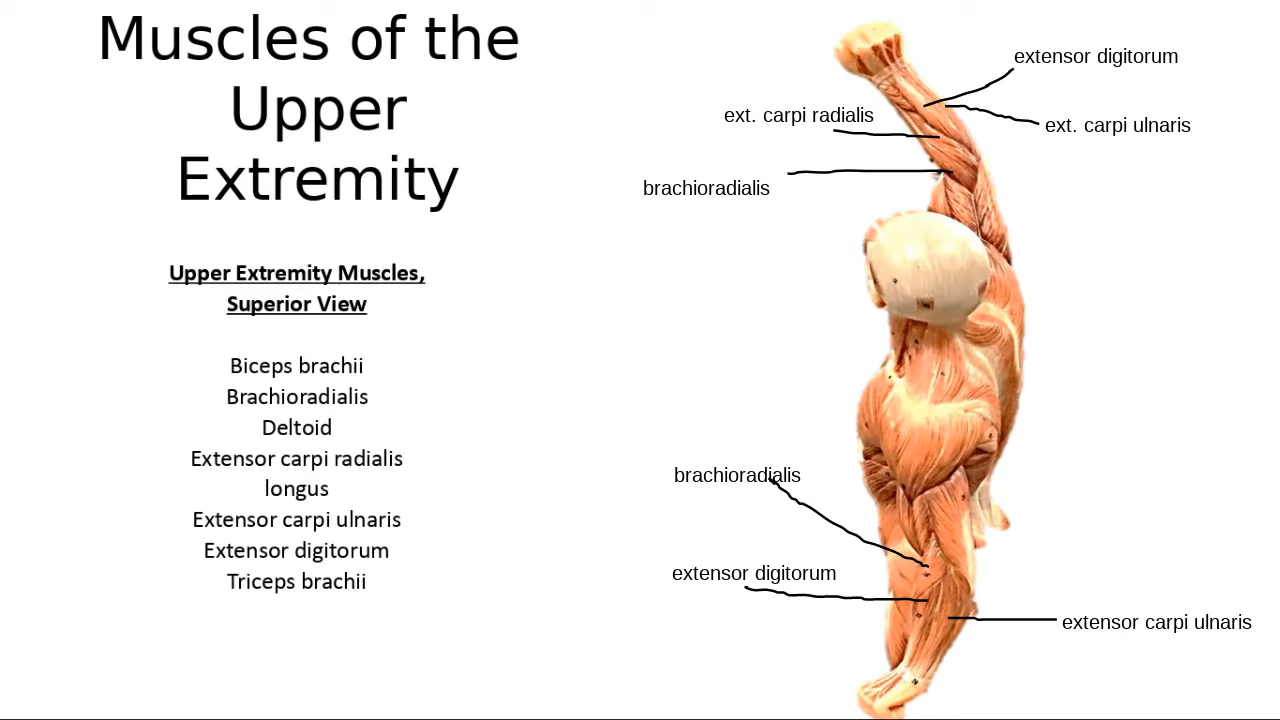 Muscles of the
Upper
Extremity
Upper Extremity Muscles,
Superior View
Biceps brachii
Brachioradialis
Deltoid
Extensor carpi radialis
longus
Extensor carpi ulnaris
Extensor digitorum
Triceps brachii
extensor digitorum
ext. carpi radialis
ext. carpi ulnaris
brachioradialis
brachioradialis
extensor digitorum
extensor carpi ulnaris